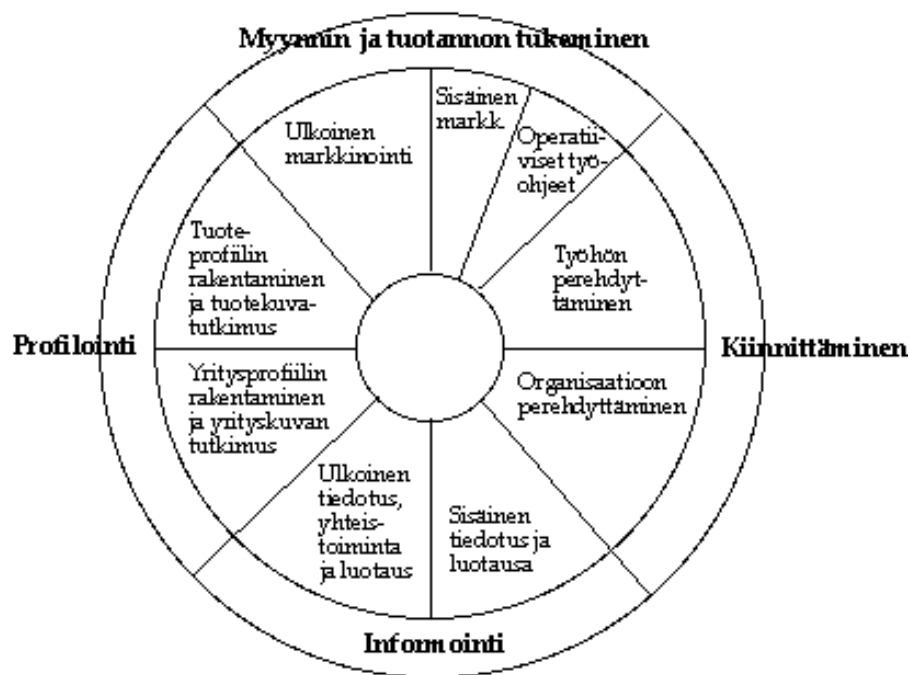 Myynnin ja tuotannon tukeminen
Sisäinen
markk.
Operatii-
viset työ-
ohjeet
Ulkoinen
markkinointi
Tuote-
profiilin
rakentaminen
ja tuotekuva-
tutkimus
Työhön
perehdyt-
täminen
Profilointi
Kiinnittäminen
Yritysprofiilin
rakentaminen
ja yrityskuvan
tutkimus
Organisaatioon
perehdyttäminen
Ulkoinen
tiedotus,
yhteis-
toiminta
ja luotaus
Sisäinen
tiedotus ja
luotausa
Informointi